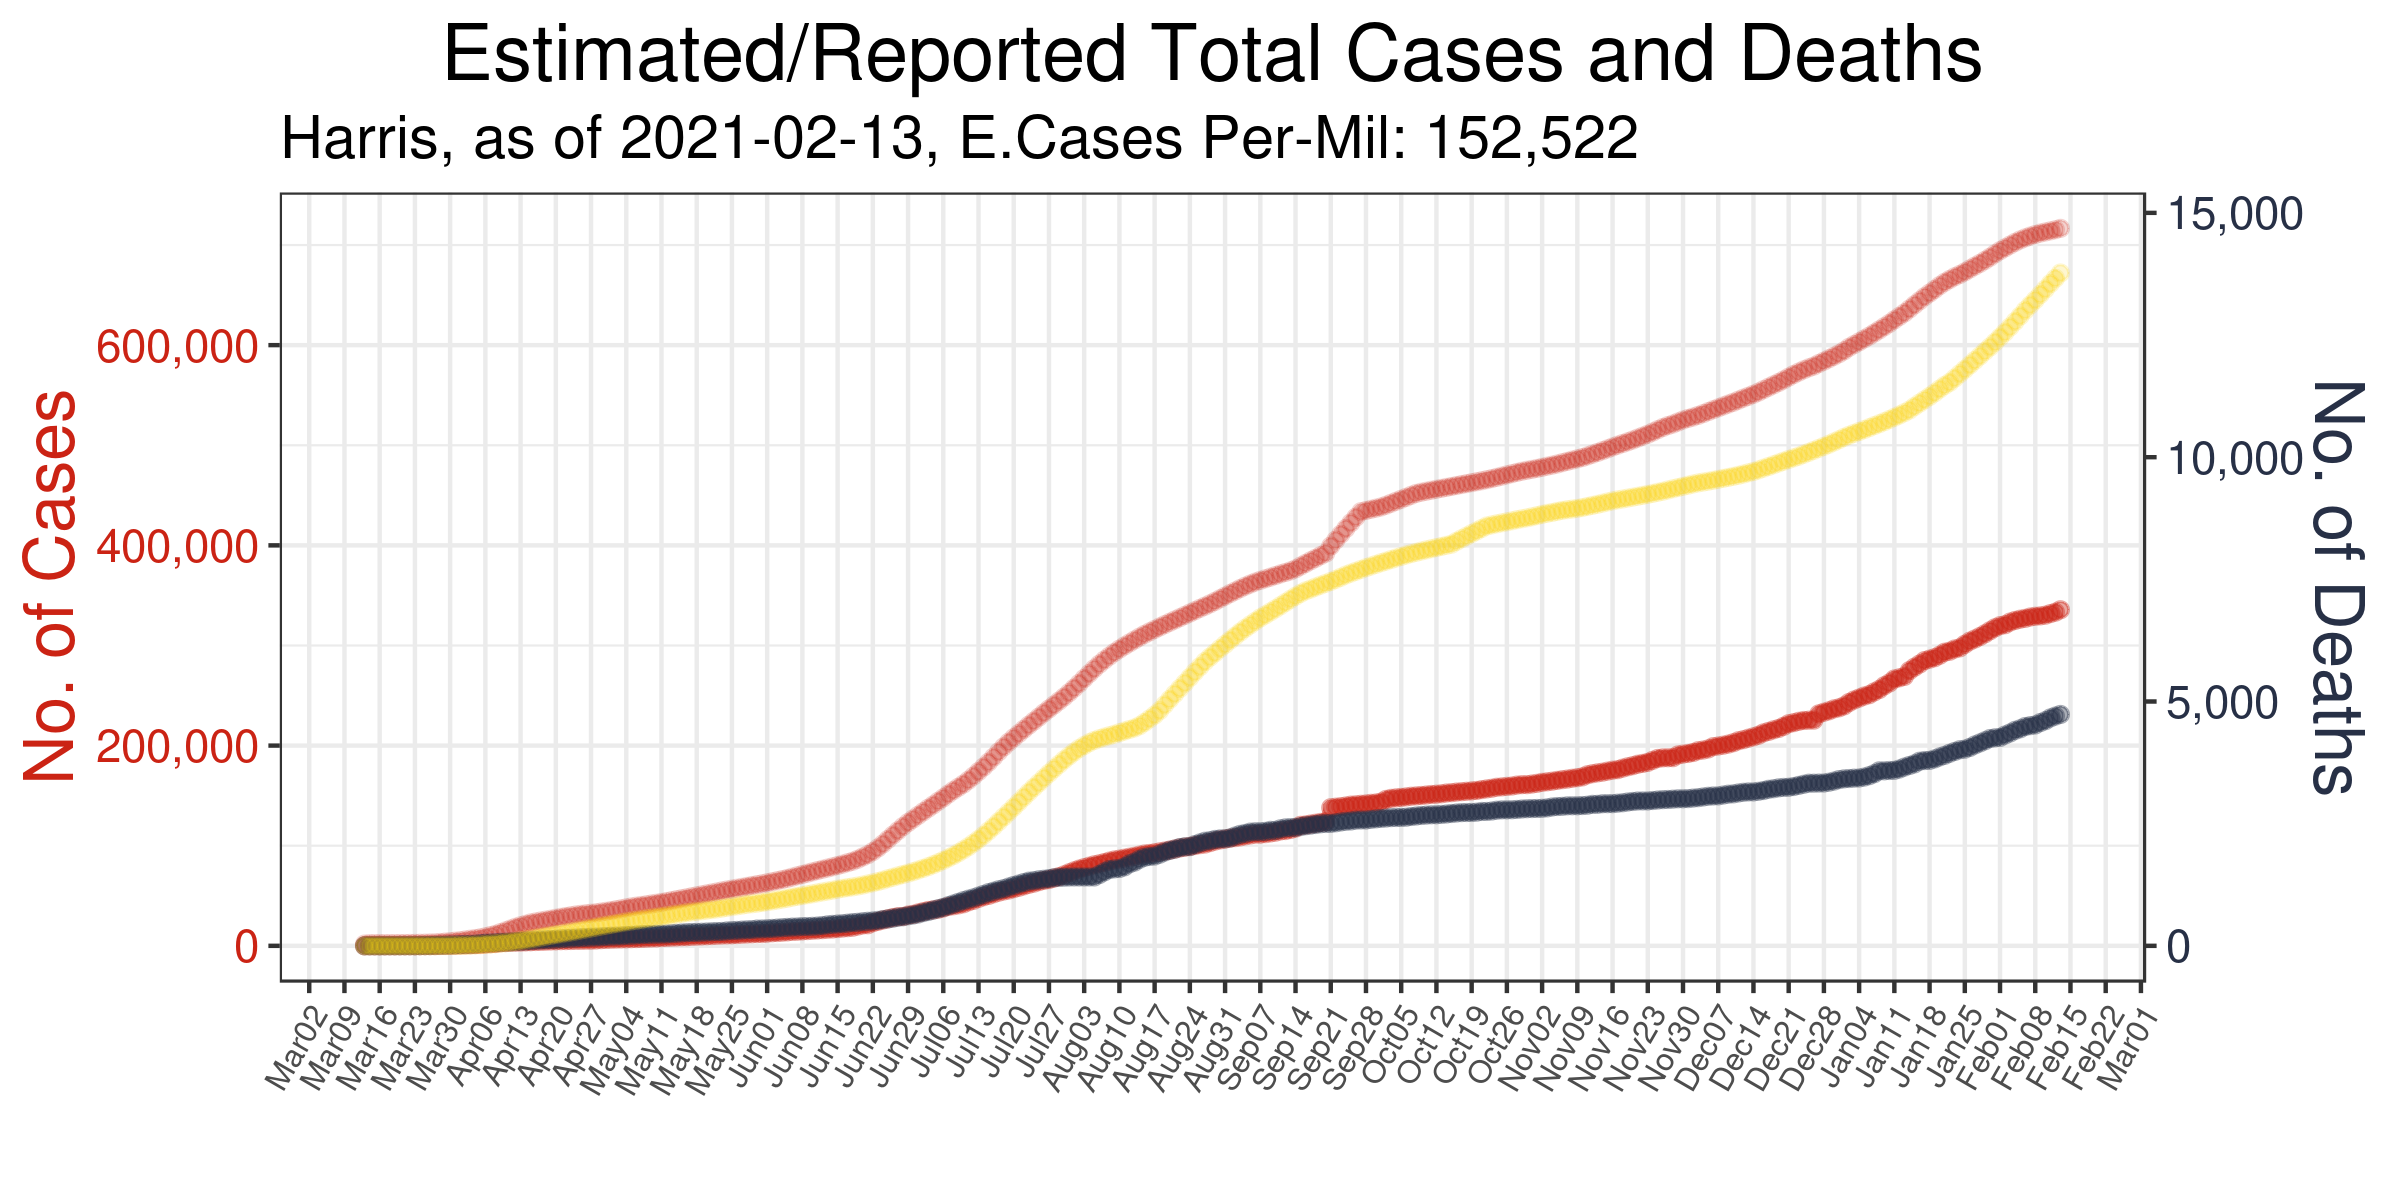 Estimated/Reported Total Cases and Deaths
Harris, as of 2021-02-13, E.Cases Per-Mil: 152,522
No. of Cases
600,000
400,000
200,000
0
15,000
10,000
5,000
0
No. of Deaths
Mar02 Mar09 Mar16 Mar23 Mar30 Apr06 Apr13 Apr20 Apr27 May04 May11 May18 May25 Jun01 Jun08 Jun15 Jun22 Jun29 Jul06 Jul13 Jul20 Jul27 Aug03 Aug10 Aug17 Aug24 Aug31 Sep07 Sep14 Sep21 Sep28 Oct05 Oct12 Oct19 Oct26 Nov02 Nov09 Nov16 Nov23 Nov30 Dec07 Dec14 Dec21 Dec28 Jan04 Jan11 Jan18 Jan25 Feb01 Feb08 Feb15 Feb22 Mar01